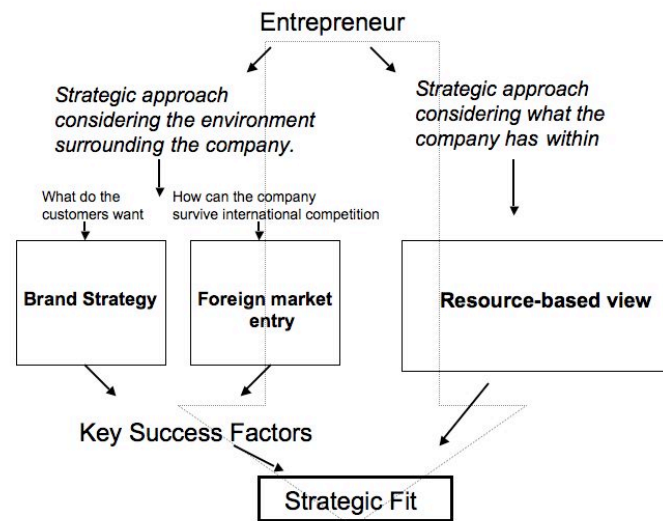 Entrepreneur
Strategic approach
considering the environment
surrounding the company.
Strategic approach
considering what the
company has within
What do the
customers want
How can the company
survive international competition
Brand Strategy
Foreign market
entry
Resource-based view
Key Success Factors
Strategic Fit